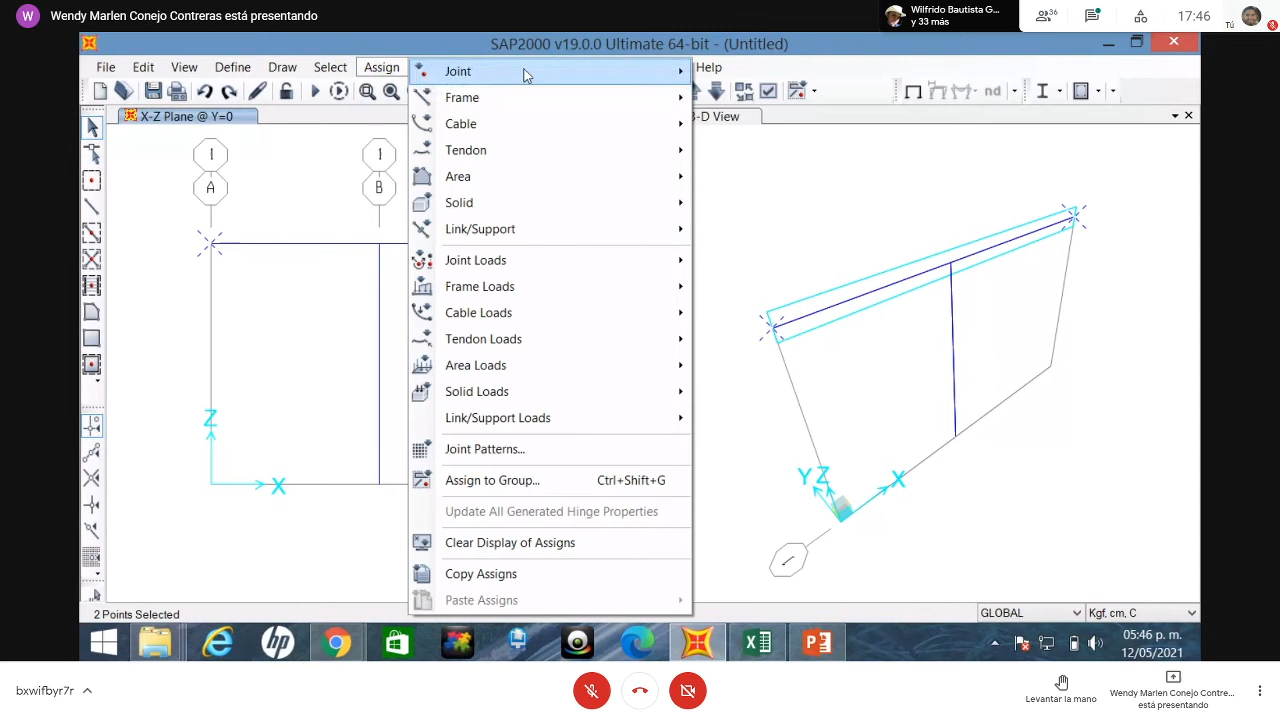 W Wendy Marlen Conejo Contreras está presentando
Wilfrido Bautista G...
y 33 más
36
17:46
Tú
SAP2000 v19.0.0 Ultimate 64-bit - (Untitled)
File Edit View Define Draw Select Assign Help
nd
X-Z Plane @ Y=0
3-D View
Joint
Frame
Cable
Tendon
Area
Solid
Link/Support
Joint Loads
Frame Loads
Cable Loads
Tendon Loads
Area Loads
Solid Loads
Link/Support Loads
Joint Patterns...
Assign to Group... Ctrl+Shift+G
Update All Generated Hinge Properties
Clear Display of Assigns
Copy Assigns
Paste Assigns
1 1
A B
Z
X
Y Z X
2 Points Selected
GLOBAL
Kgf, cm, C
05:46 p. m.
12/05/2021
bxwifbyr7r
Levantar la mano
Wendy Marlen Conejo Contre...
está presentando